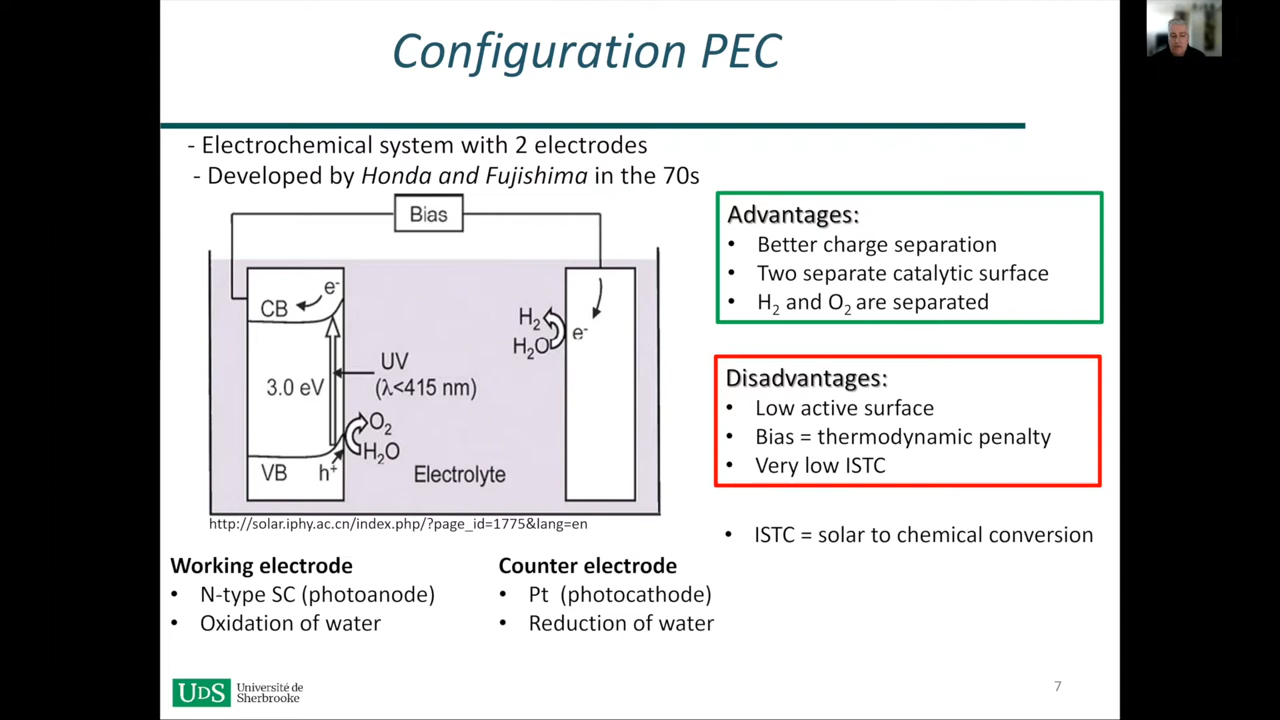 Configuration PEC
- Electrochemical system with 2 electrodes
- Developed by Honda and Fujishima in the 70s
Bias
e-
CB
3.0 eV
UV
(λ<415 nm)
O2
H2O
VB
h+
H2
H2O
e-
Electrolyte
http://solar.iphy.ac.cn/index.php/?page_id=1775&lang=en
Advantages:
• Better charge separation
• Two separate catalytic surface
• H2 and O2 are separated
Disadvantages:
• Low active surface
• Bias = thermodynamic penalty
• Very low ISTC
• ISTC = solar to chemical conversion
Working electrode
• N-type SC (photoanode)
• Oxidation of water
Counter electrode
• Pt (photocathode)
• Reduction of water
UDS Université de
Sherbrooke
7